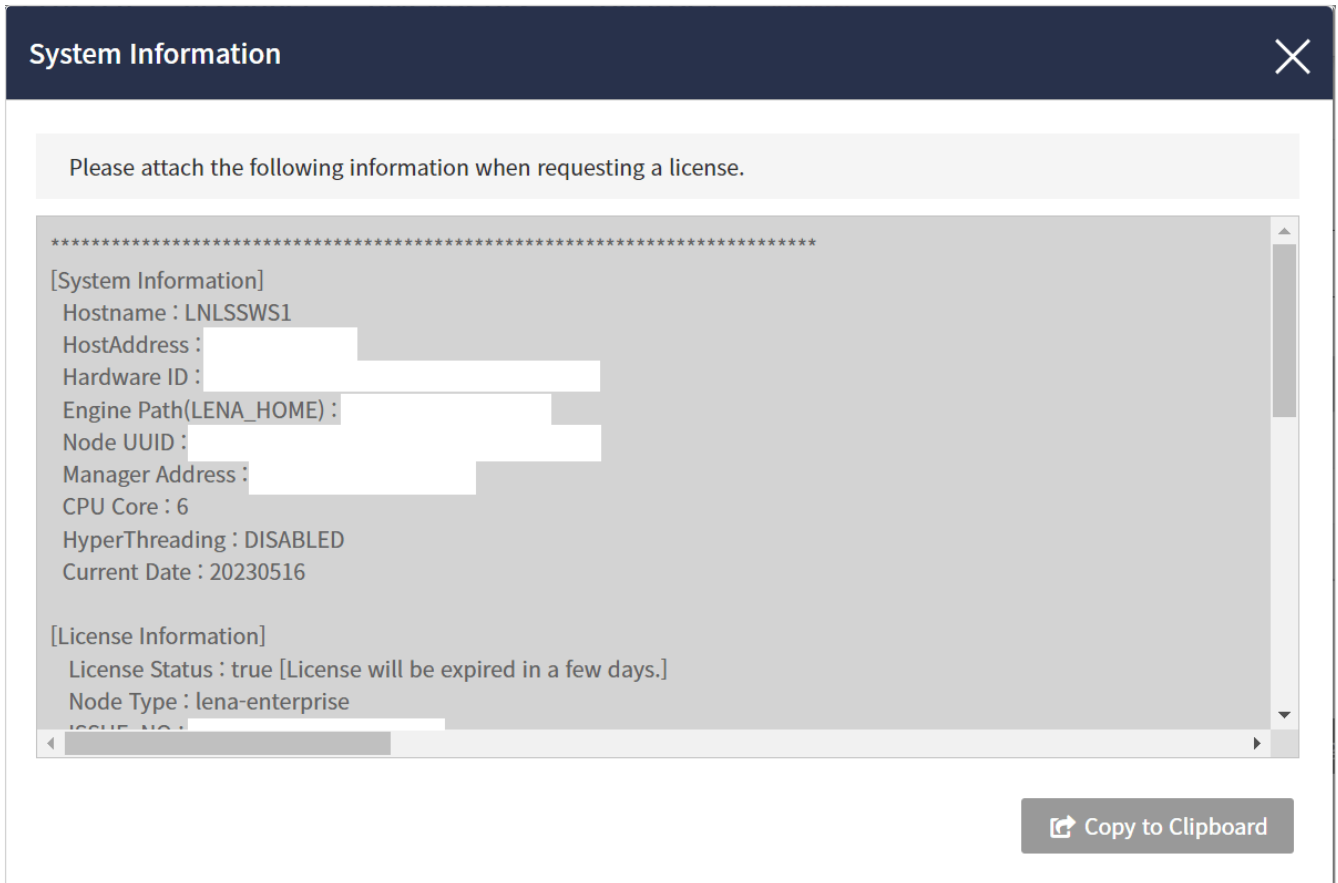 System Information
Please attach the following information when requesting a license.
****************************************************************************
[System Information]
Hostname : LNLSSWS1
HostAddress :
Hardware ID :
Engine Path(LENA_HOME) :
Node UUID :
Manager Address :
CPU Core : 6
HyperThreading : DISABLED
Current Date : 20230516
[License Information]
License Status : true [License will be expired in a few days.]
Node Type : lena-enterprise
ISSUE_NO :
Copy to Clipboard